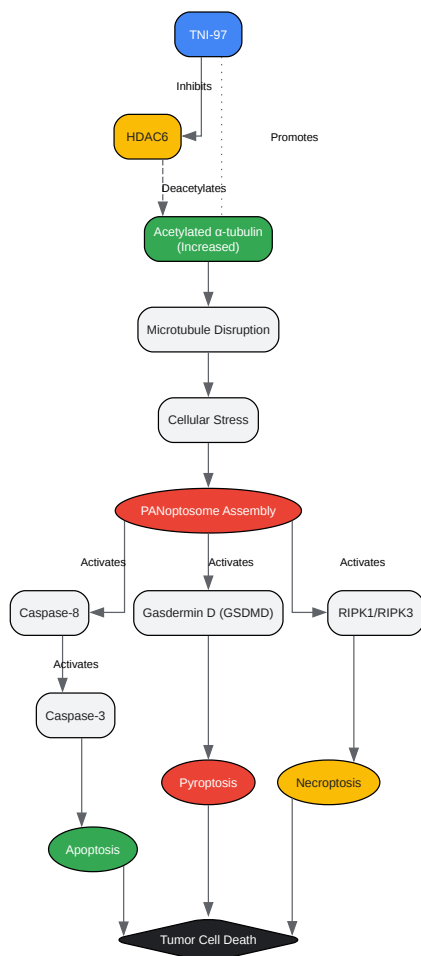 TNI-97
Inhibits
HDAC6
Promotes
Deacetylates
Acetylated α-tubulin
(Increased)
Microtubule Disruption
Cellular Stress
PANoptosome Assembly
Activates
Activates
Activates
Caspase-8
Gasdermin D (GSDMD)
RIPK1/RIPK3
Activates
Caspase-3
Pyroptosis
Necroptosis
Apoptosis
Tumor Cell Death